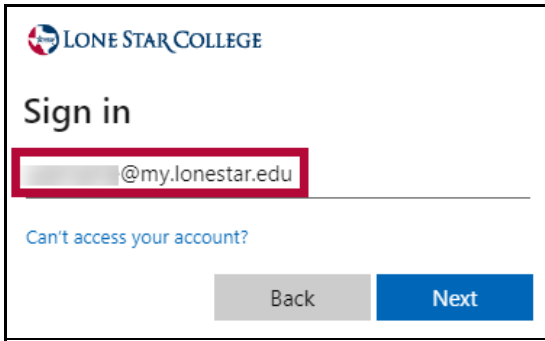 LONE STAR COLLEGE
Sign in
@my.lonestar.edu
Can't access your account?
Back Next